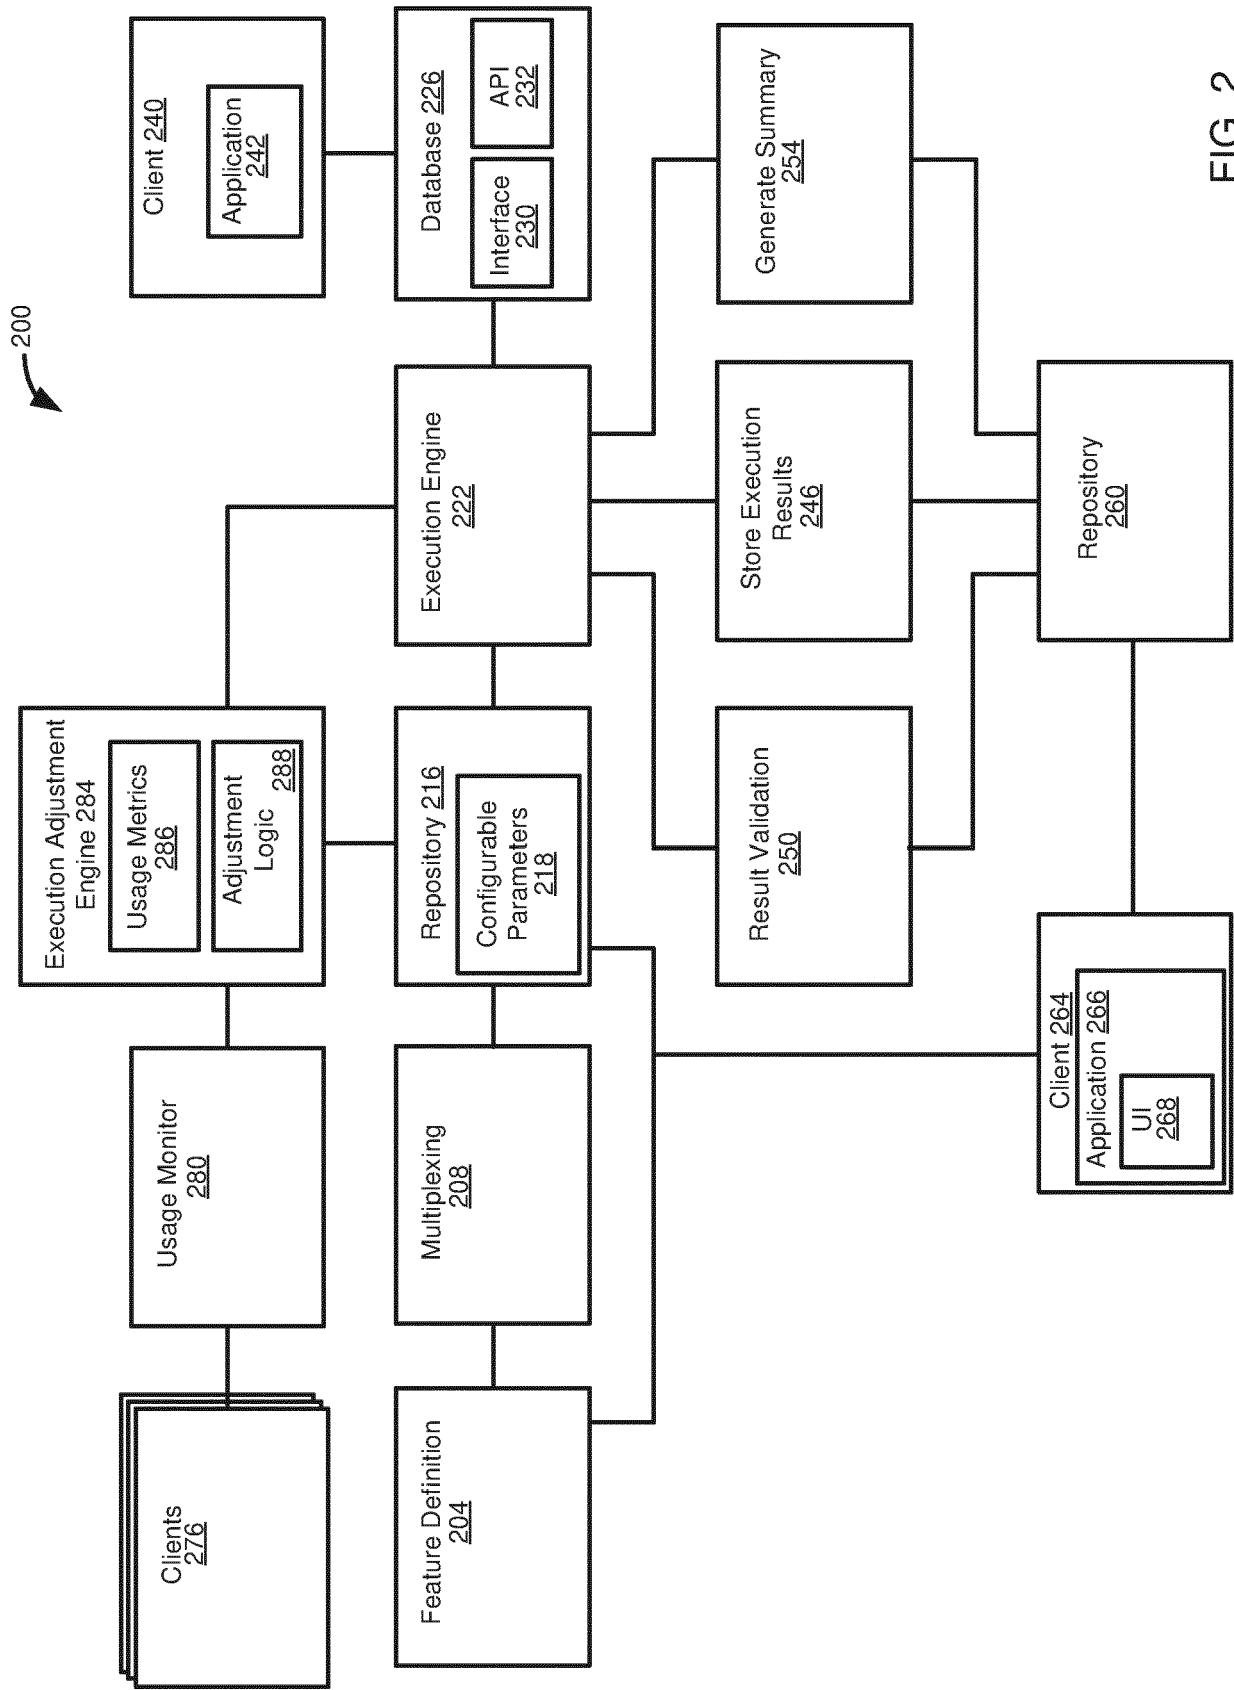 200
Clients
276
Usage Monitor
280
Execution Adjustment
Engine 284
Usage Metrics
286
Adjustment
Logic
288
Client 240
Application
242
Feature Definition
204
Multiplexing
208
Repository 216
Configurable
Parameters
218
Execution Engine
222
Database 226
Interface
230
API
232
Result Validation
250
Store Execution
Results
246
Generate Summary
254
Client 264
Application 266
UI
268
Repository
260
FIG. 2